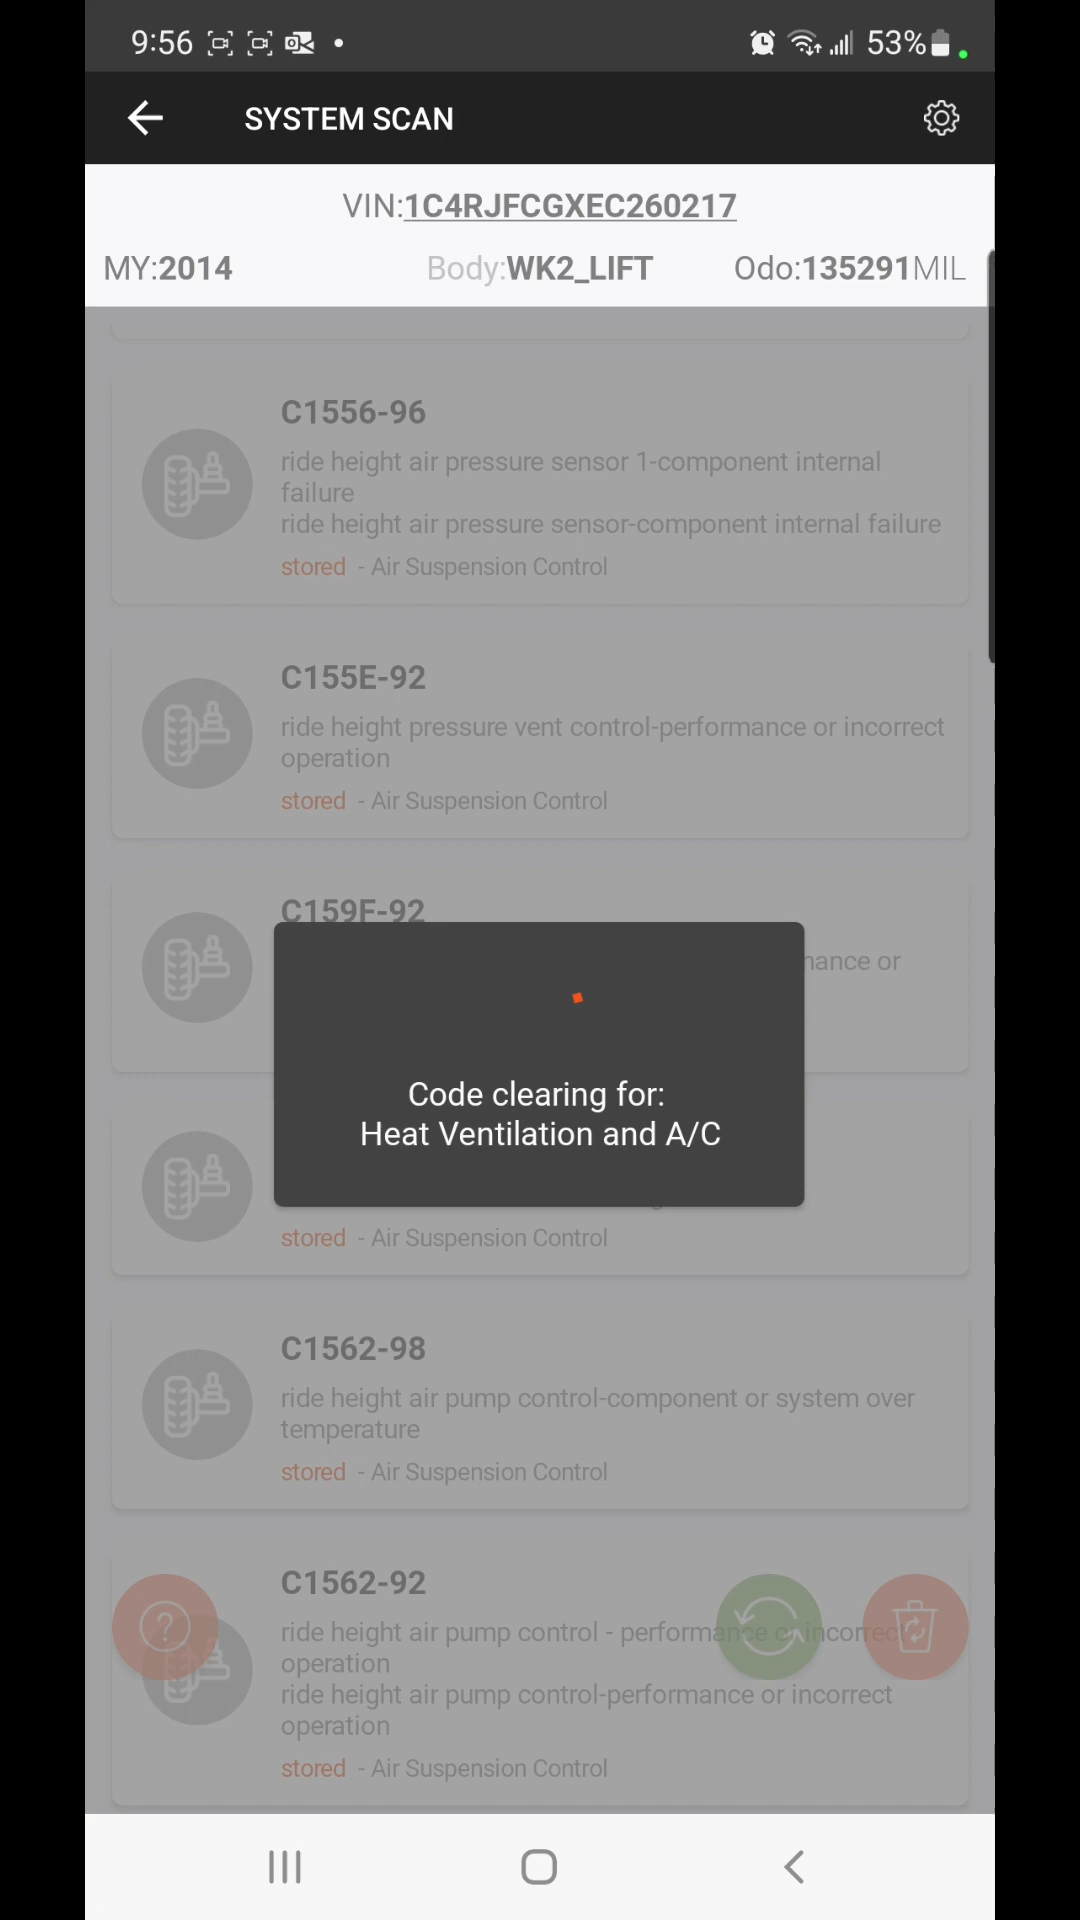 9:56
53%
SYSTEM SCAN
VIN:1C4RJFCGXEC260217
MY:2014 Body:WK2_LIFT Odo:135291MIL
C1556-96
ride height air pressure sensor 1-component internal
failure
ride height air pressure sensor-component internal failure
stored - Air Suspension Control
C155E-92
ride height pressure vent control-performance or incorrect
operation
stored - Air Suspension Control
C159F-92
or
Code clearing for:
Heat Ventilation and A/C
stored - Air Suspension Control
C1562-98
ride height air pump control-component or system over
temperature
stored - Air Suspension Control
C1562-92
ride height air pump control - performance or incorrect
operation
ride height air pump control-performance or incorrect
operation
stored - Air Suspension Control